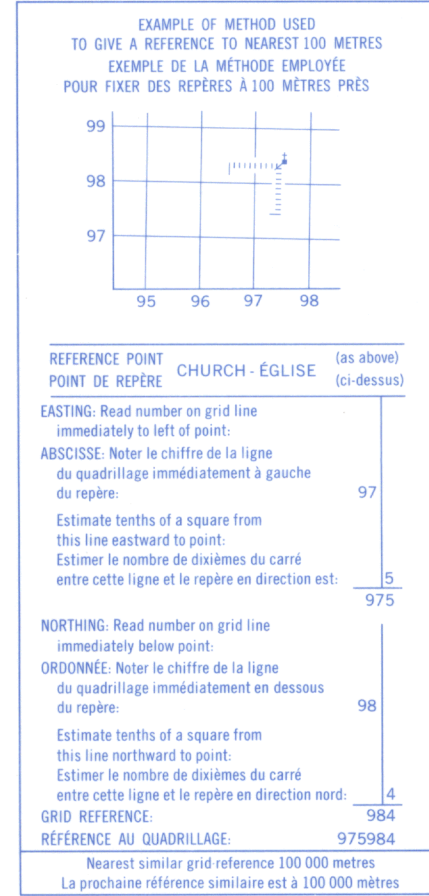 EXAMPLE OF METHOD USED
TO GIVE A REFERENCE TO NEAREST 100 METRES
EXEMPLE DE LA MÉTHODE EMPLOYÉE
POUR FIXER DES REPÈRES À 100 MÈTRES PRÈS
99
98
97
95 96 97 98
REFERENCE POINT
POINT DE REPÈRE
CHURCH - ÉGLISE
(as above)
(ci-dessus)
EASTING: Read number on grid line
immediately to left of point:
ABSCISSE: Noter le chiffre de la ligne
du quadrillage immédiatement à gauche
du repère: 97
Estimate tenths of a square from
this line eastward to point:
Estimer le nombre de dixièmes du carré
entre cette ligne et le repère en direction est: 5
975
NORTHING: Read number on grid line
immediately below point:
ORDONNÉE: Noter le chiffre de la ligne
du quadrillage immédiatement en dessous
du repère: 98
Estimate tenths of a square from
this line northward to point:
Estimer le nombre de dixièmes du carré
entre cette ligne et le repère en direction nord: 4
GRID REFERENCE: 984
RÉFÉRENCE AU QUADRILLAGE: 975984
Nearest similar grid reference 100 000 metres
La prochaine référence similaire est à 100 000 mètres